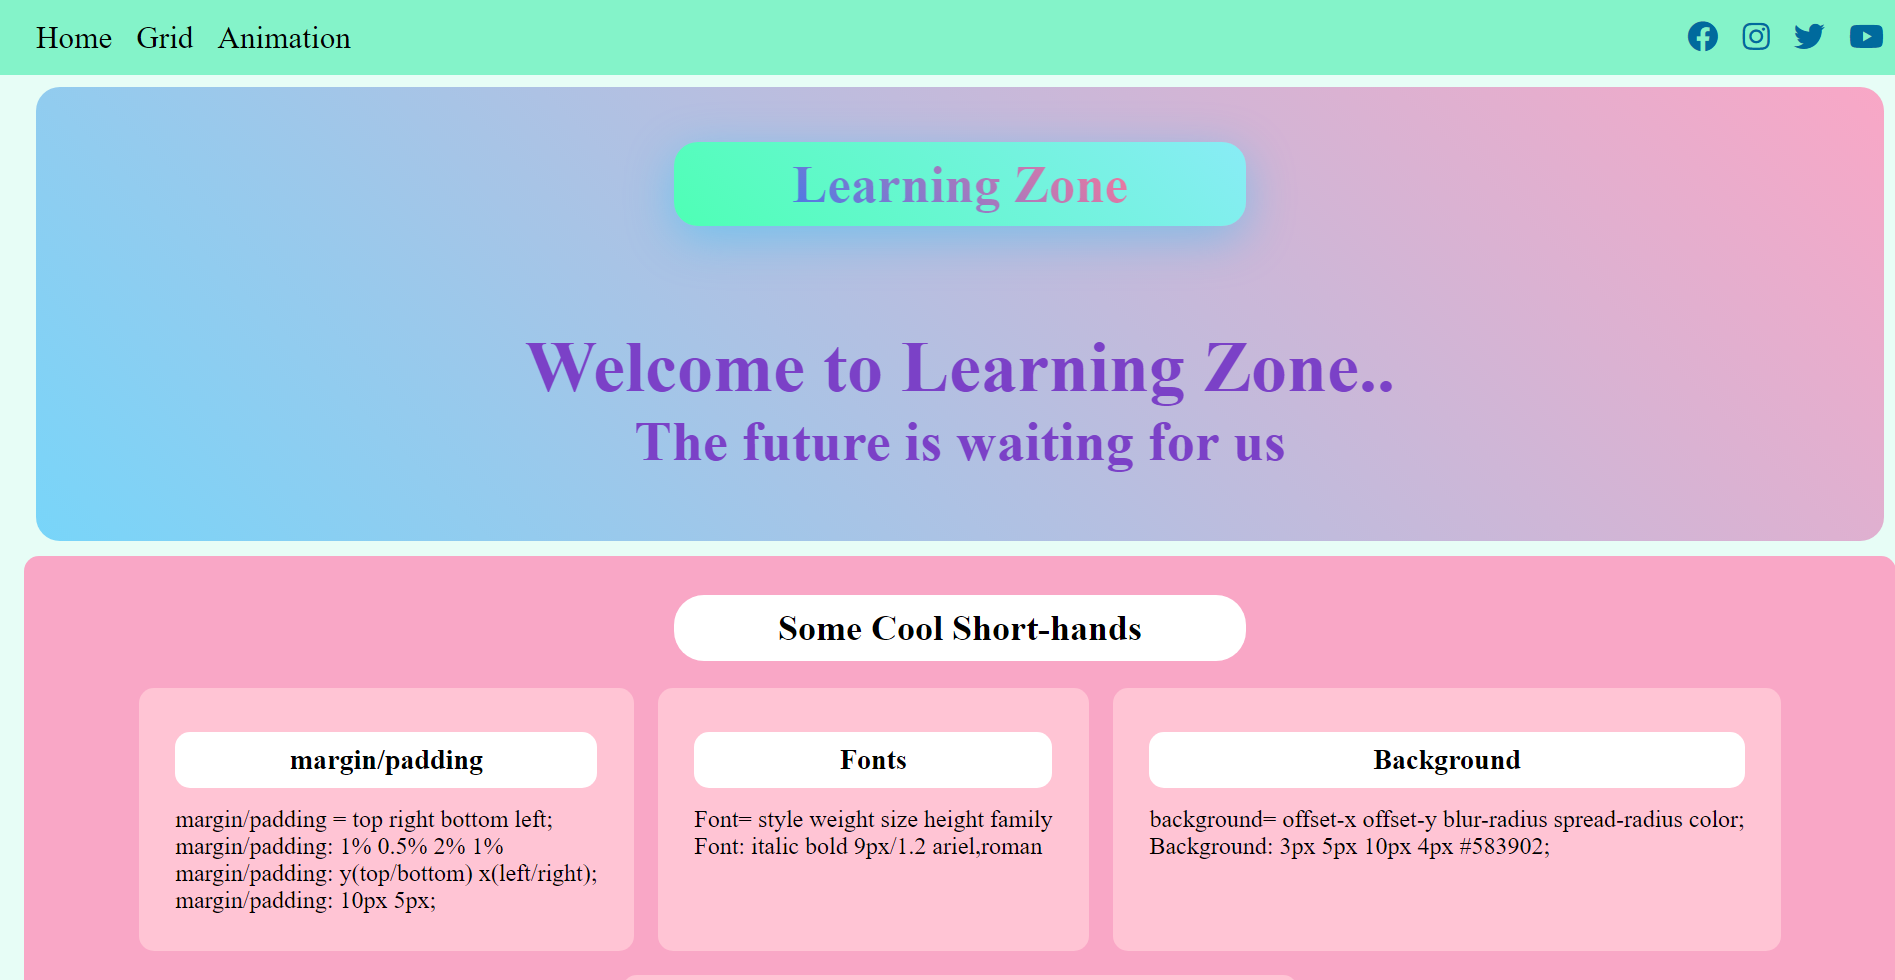 Home Grid Animation
Learning Zone
Welcome to Learning Zone..
The future is waiting for us
Some Cool Short-hands
margin/padding
margin/padding = top right bottom left;
margin/padding: 1% 0.5% 2% 1%
margin/padding: y(top/bottom) x(left/right);
margin/padding: 10px 5px;
Fonts
Font= style weight size height family
Font: italic bold 9px/1.2 ariel,roman
Background
background= offset-x offset-y blur-radius spread-radius color;
Background: 3px 5px 10px 4px #583902;